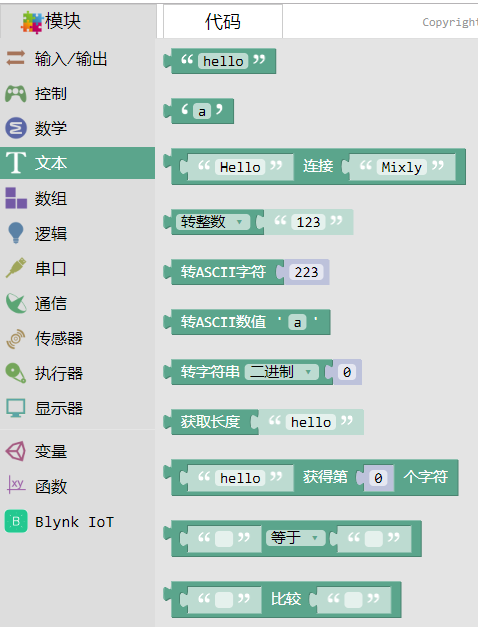 模块
代码
Copyright
输入/输出
控制
数学
文本
数组
逻辑
串口
通信
传感器
执行器
显示器
变量
函数
Blynk IoT
“ hello ”
‘ a ’
“ Hello ” 连接 “ Mixly ”
转整数 “ 123 ”
转ASCII字符 223
转ASCII数值 ‘ a ’
转字符串 二进制 0
获取长度 “ hello ”
“ hello ” 获得第 0 个字符
“ ” 等于 “ ”
“ ” 比较 “ ”